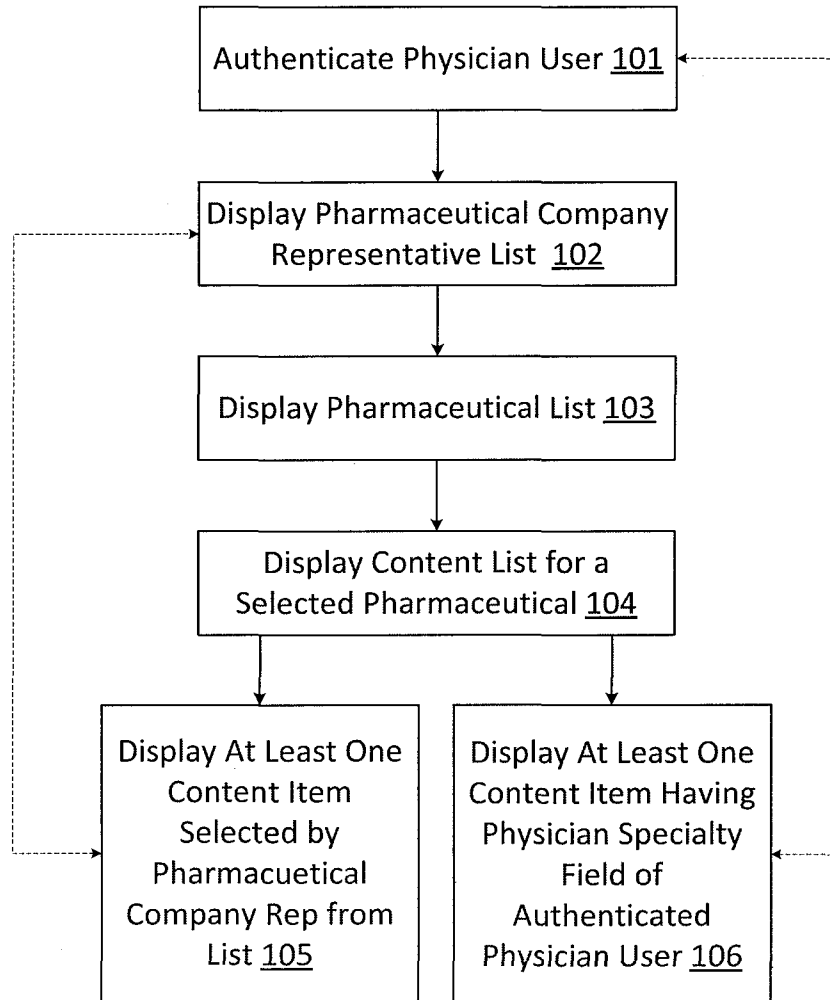 Authenticate Physician User 101
Display Pharmaceutical Company
Representative List 102
Display Pharmaceutical List 103
Display Content List for a
Selected Pharmaceutical 104
Display At Least One
Content Item
Selected by
Pharmacuetical
Company Rep from
List 105
Display At Least One
Content Item Having
Physician Specialty
Field of
Authenticated
Physician User 106